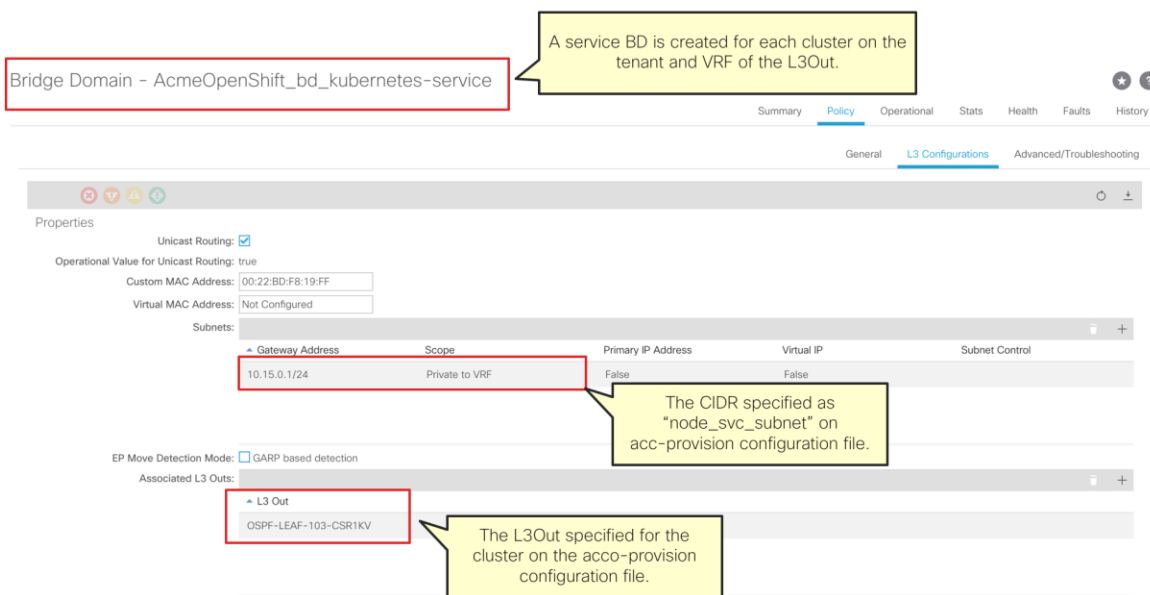 A service BD is created for each cluster on the
tenant and VRF of the L3Out.
Bridge Domain - AcmeOpenShift_bd_kubernetes-service
Summary Policy Operational Stats Health Faults History
General L3 Configurations Advanced/Troubleshooting
Properties
Unicast Routing:
Operational Value for Unicast Routing: true
Custom MAC Address: 00:22:BD:F8:19:FF
Virtual MAC Address: Not Configured
Subnets:
Gateway Address Scope Primary IP Address Virtual IP Subnet Control
10.15.0.1/24 Private to VRF False False
The CIDR specified as
“node_svc_subnet” on
acc-provision configuration file.
EP Move Detection Mode: GARP based detection
Associated L3 Outs:
L3 Out
OSPF-LEAF-103-CSR1KV
The L3Out specified for the
cluster on the acco-provision
configuration file.